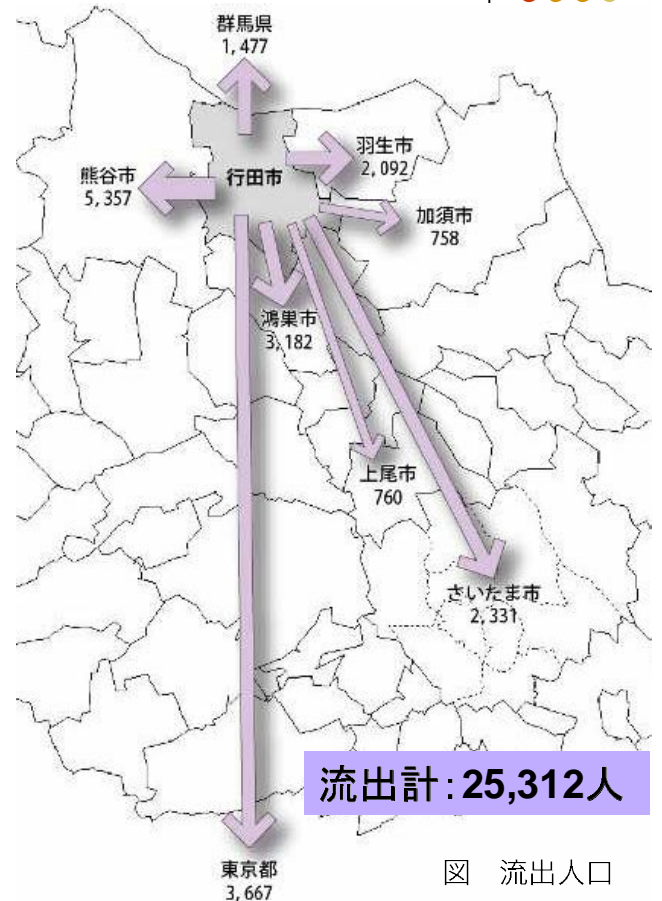 群馬県
1,477
羽生市
2,092
熊谷市
5,357
行田市
加須市
758
鴻巣市
3,182
上尾市
760
さいたま市
2,331
流出計：25,312人
東京都
3,667
図　流出人口